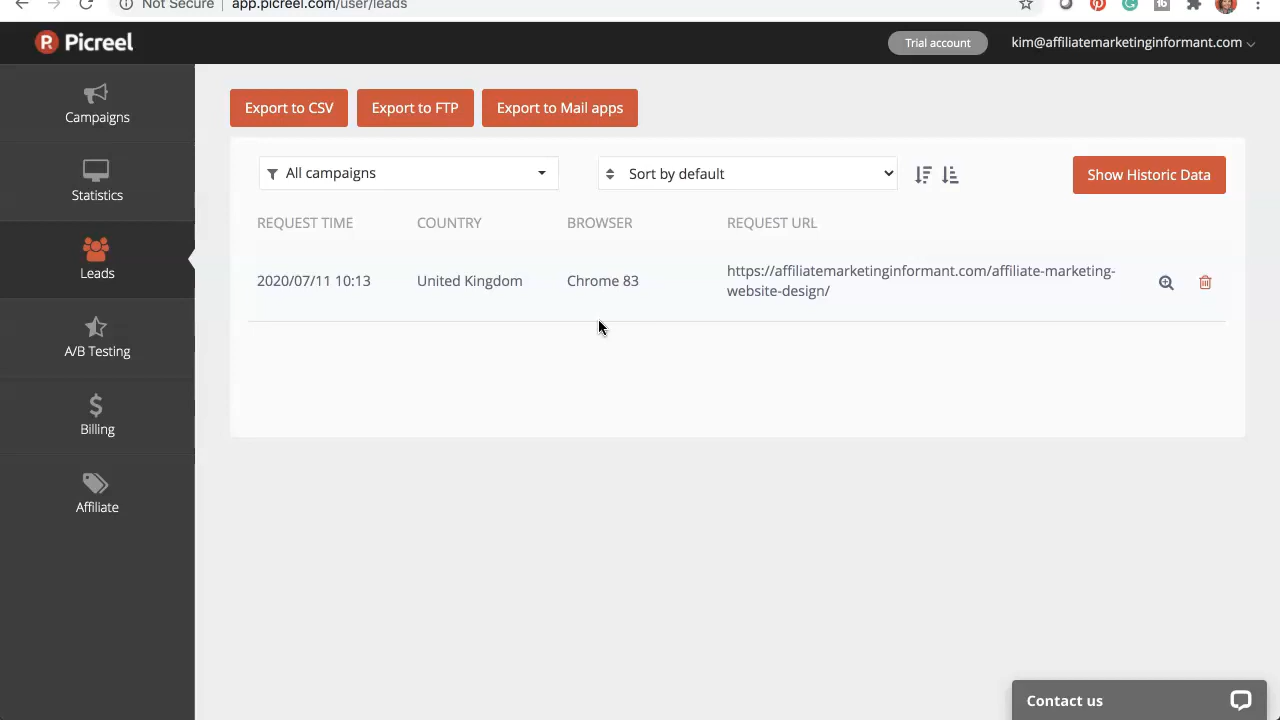 Not Secure app.picreel.com/user/leads
Picreel
Trial account
kim@affiliatemarketinginformant.com
Campaigns
Statistics
Leads
A/B Testing
Billing
Affiliate
Export to CSV Export to FTP Export to Mail apps
All campaigns Sort by default Show Historic Data
REQUEST TIME COUNTRY BROWSER REQUEST URL
2020/07/11 10:13 United Kingdom Chrome 83 https://affiliatemarketinginformant.com/affiliate-marketing-
website-design/
Contact us